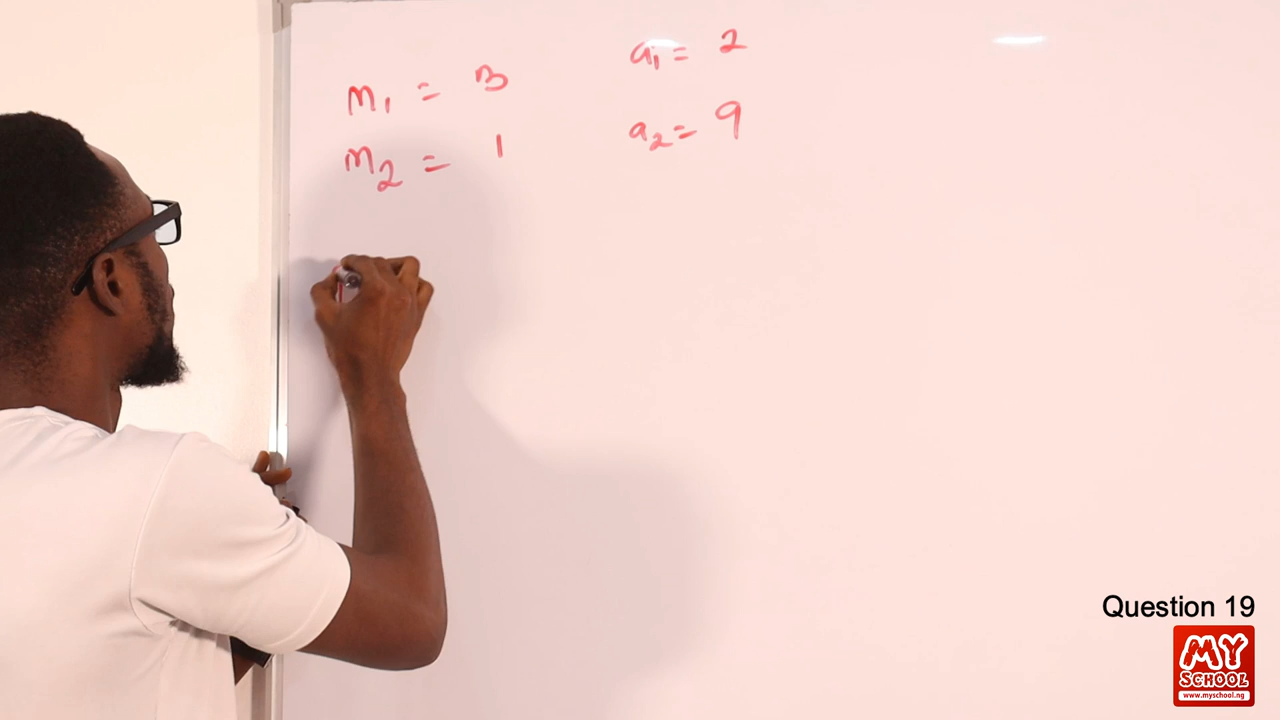 m₁ = 3
m₂ = 1
a₁ = 2
a₂ = 9
Question 19
MY
SCHOOL
www.myschool.ng